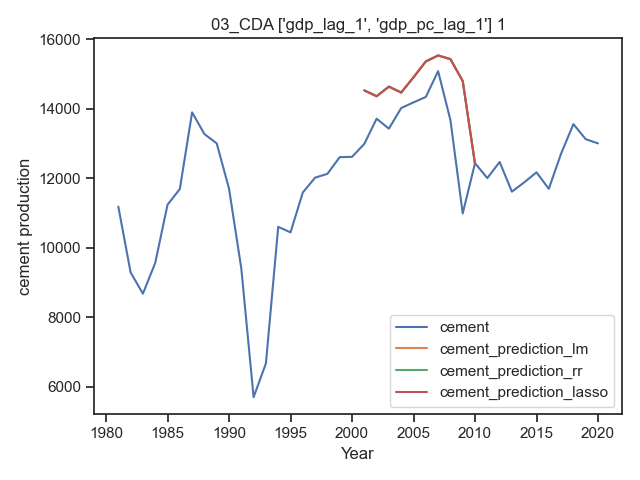 03_CDA ['gdp_lag_1', 'gdp_pc_lag_1'] 1
16000
14000
12000
10000
8000
6000
cement production
cement
cement_prediction_lm
cement_prediction_rr
cement_prediction_lasso
1980 1985 1990 1995 2000 2005 2010 2015 2020
Year